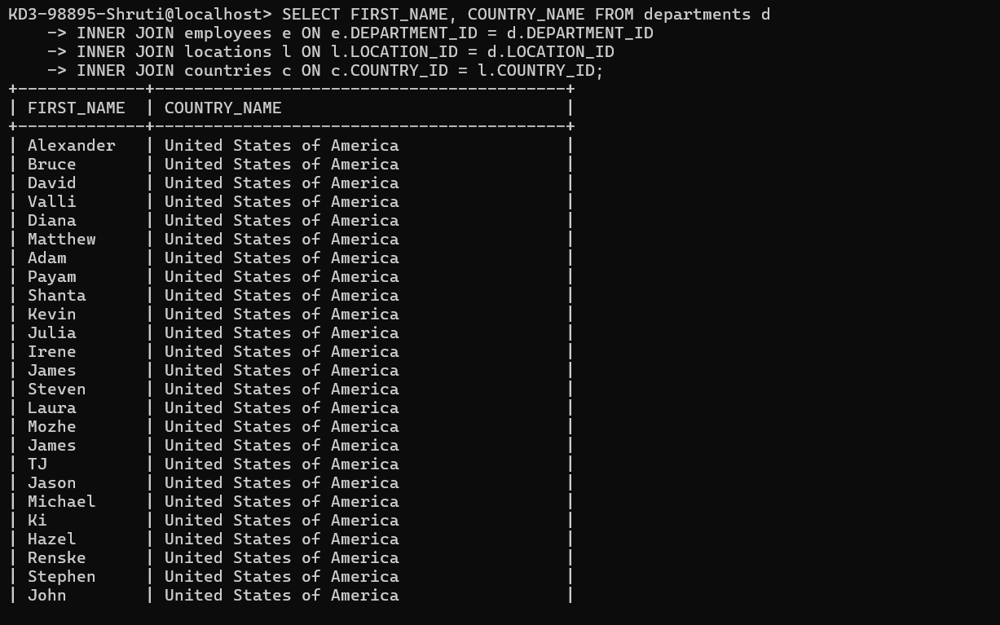 KD3-98895-Shruti@localhost> SELECT FIRST_NAME, COUNTRY_NAME FROM departments d
    -> INNER JOIN employees e ON e.DEPARTMENT_ID = d.DEPARTMENT_ID
    -> INNER JOIN locations l ON l.LOCATION_ID = d.LOCATION_ID
    -> INNER JOIN countries c ON c.COUNTRY_ID = l.COUNTRY_ID;
+-------------+------------------------------------------+
| FIRST_NAME  | COUNTRY_NAME                             |
+-------------+------------------------------------------+
| Alexander   | United States of America                 |
| Bruce       | United States of America                 |
| David       | United States of America                 |
| Valli       | United States of America                 |
| Diana       | United States of America                 |
| Matthew     | United States of America                 |
| Adam        | United States of America                 |
| Payam       | United States of America                 |
| Shanta      | United States of America                 |
| Kevin       | United States of America                 |
| Julia       | United States of America                 |
| Irene       | United States of America                 |
| James       | United States of America                 |
| Steven      | United States of America                 |
| Laura       | United States of America                 |
| Mozhe       | United States of America                 |
| James       | United States of America                 |
| TJ          | United States of America                 |
| Jason       | United States of America                 |
| Michael     | United States of America                 |
| Ki          | United States of America                 |
| Hazel       | United States of America                 |
| Renske      | United States of America                 |
| Stephen     | United States of America                 |
| John        | United States of America                 |